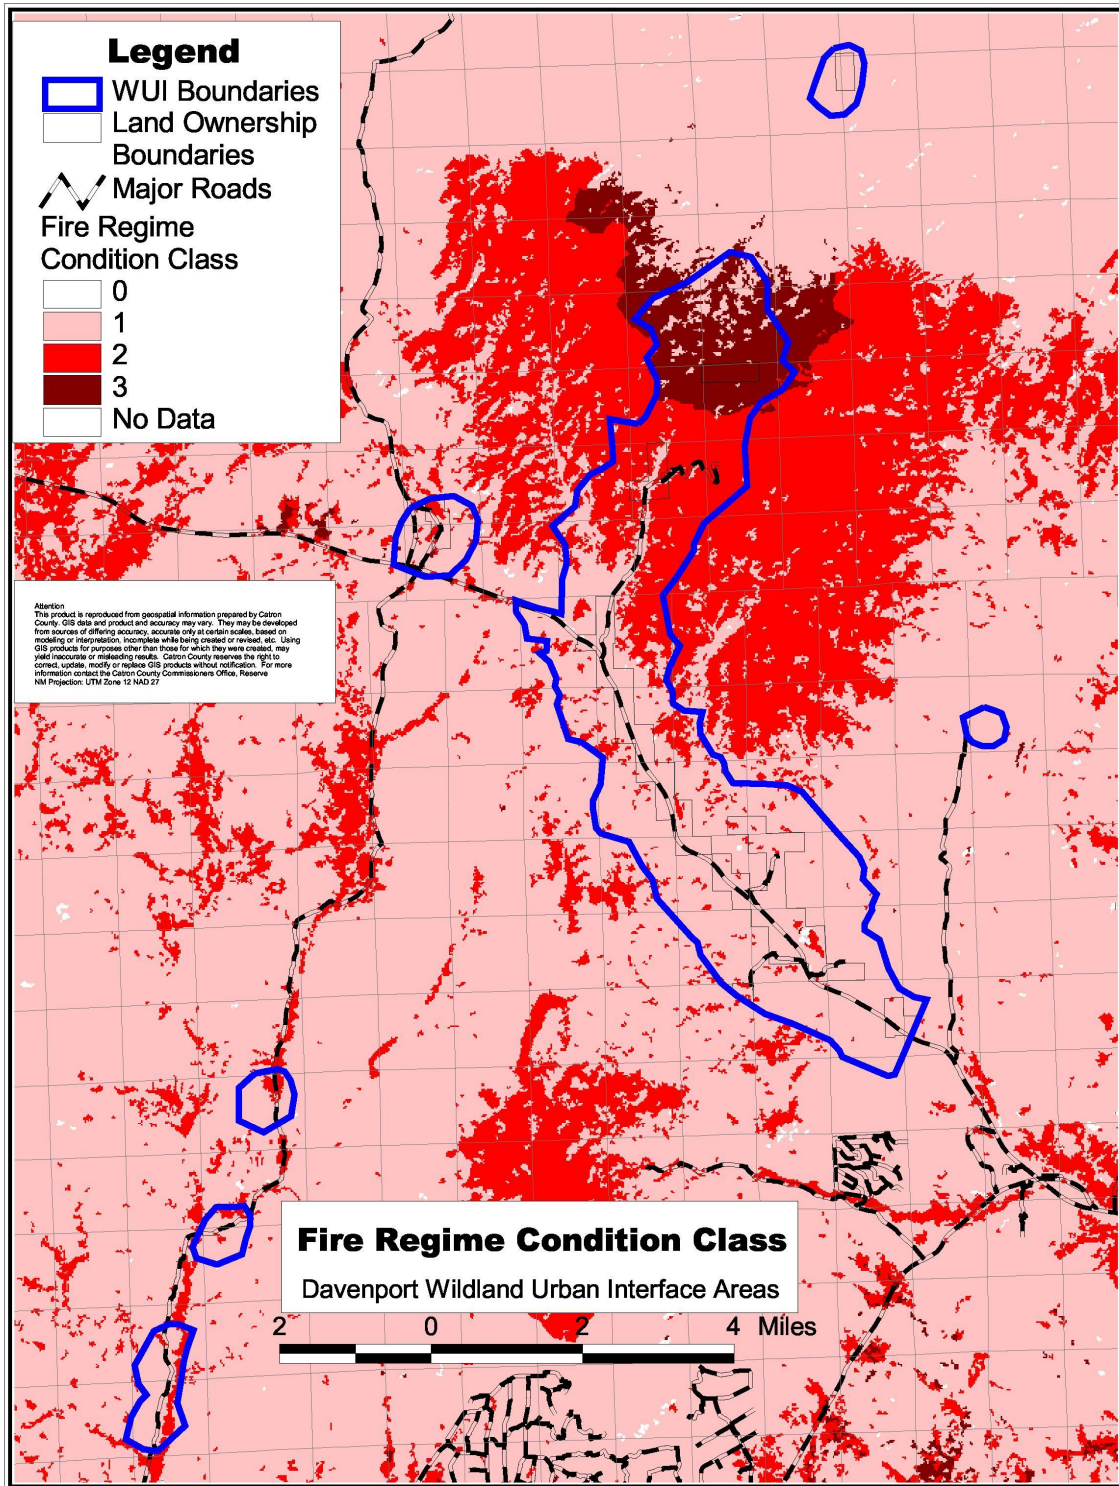 Legend
WUI Boundaries
Land Ownership
Boundaries
Major Roads
Fire Regime
Condition Class
0
1
2
3
No Data
Attention
This product is reproduced from geospatial information prepared by Catron
County. GIS data and product and accuracy may vary. They may be developed
from sources of differing accuracy, accurate only at certain scales, based on
modeling or interpretation, incomplete while being created or revised, etc. Using
GIS products for purposes other than those for which they were created, may
yield inaccurate or misleading results. Catron County reserves the right to
correct, update, modify or replace GIS products without notification. For more
information contact the Catron County Commissioners Office, Reserve
NM Projection: UTM Zone 12 NAD 27
Fire Regime Condition Class
Davenport Wildland Urban Interface Areas
2 0 2 4 Miles